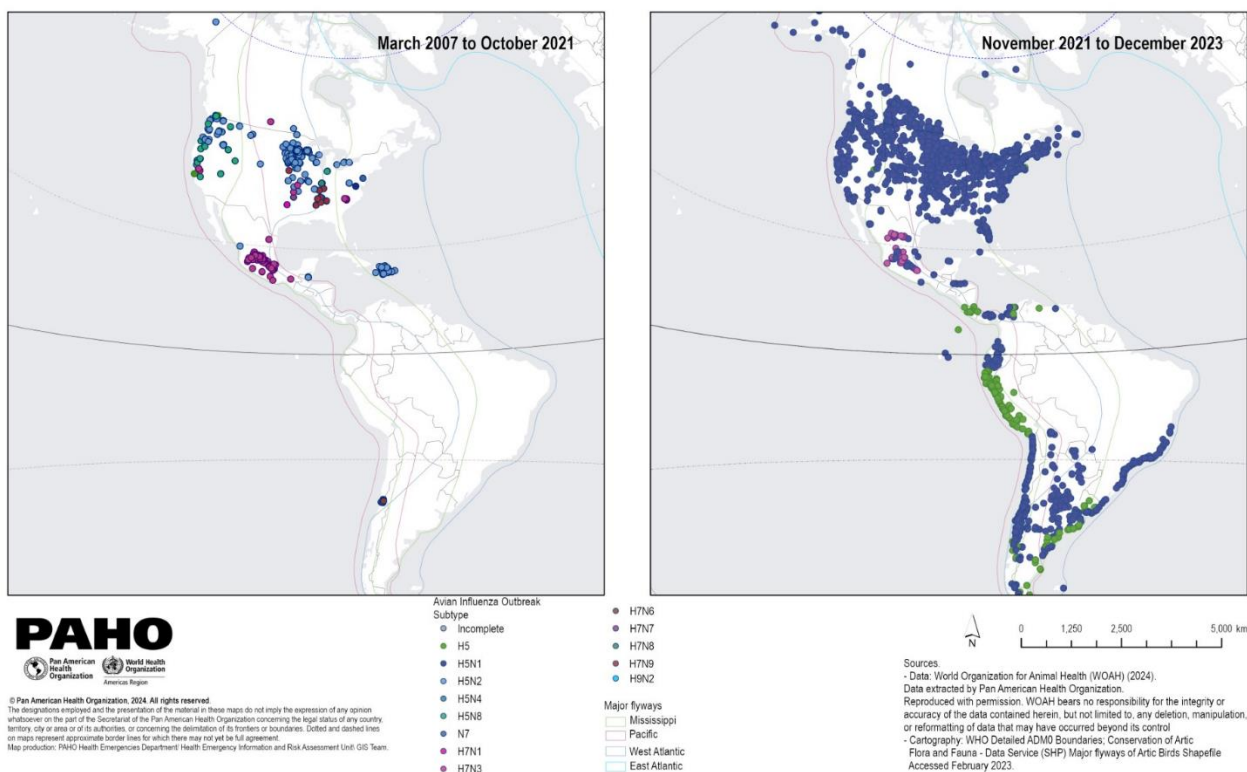 March 2007 to October 2021
November 2021 to December 2023
PAHO
Pan American
Health
Organization
World Health
Organization
Americas Region
© Pan American Health Organization, 2024. All rights reserved.
The designations employed and the presentation of the material in these maps do not imply the expression of any opinion
whatsoever on the part of the Secretariat of the Pan American Health Organization concerning the legal status of any country,
territory, city or area or of its authorities, or concerning the delimitation of its frontiers or boundaries. Dotted and dashed lines
on maps represent approximate border lines for which there may not yet be full agreement.
Map production: PAHO Health Emergencies Department/ Health Emergency Information and Risk Assessment Unit/ GIS Team.
Avian Influenza Outbreak
Subtype
Incomplete
H5
H5N1
H5N2
H5N4
H5N8
N7
H7N1
H7N3
H7N6
H7N7
H7N8
H7N9
H9N2
Major flyways
Mississippi
Pacific
West Atlantic
East Atlantic
N
0 1,250 2,500 5,000 km
Sources.
- Data: World Organization for Animal Health (WOAH) (2024).
Data extracted by Pan American Health Organization.
Reproduced with permission. WOAH bears no responsibility for the integrity or
accuracy of the data contained herein, but not limited to, any deletion, manipulation,
or reformatting of data that may have occurred beyond its control
- Cartography: WHO Detailed ADM0 Boundaries; Conservation of Artic
Flora and Fauna - Data Service (SHP) Major flyways of Artic Birds Shapefile
Accessed February 2023.